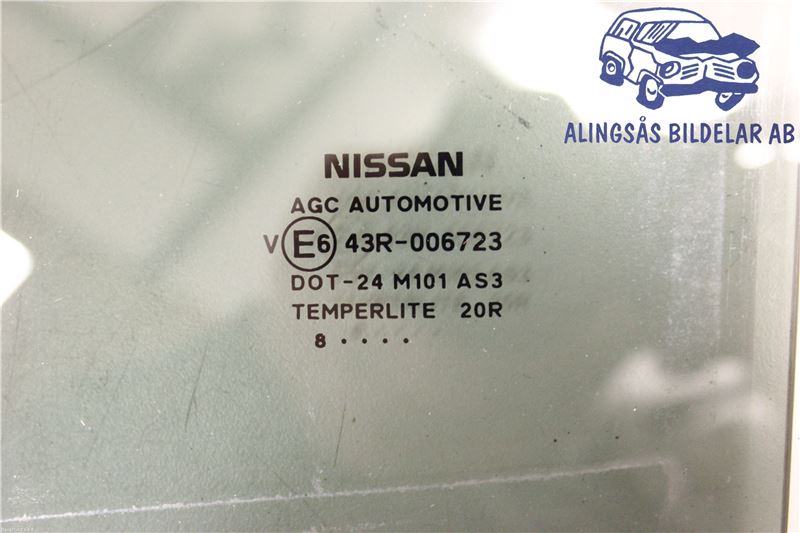 ALINGSÅS BILDELAR AB
NISSAN
AGC AUTOMOTIVE
V E6 43R-006723
DOT-24 M101 AS3
TEMPERLITE 20R
8 ····